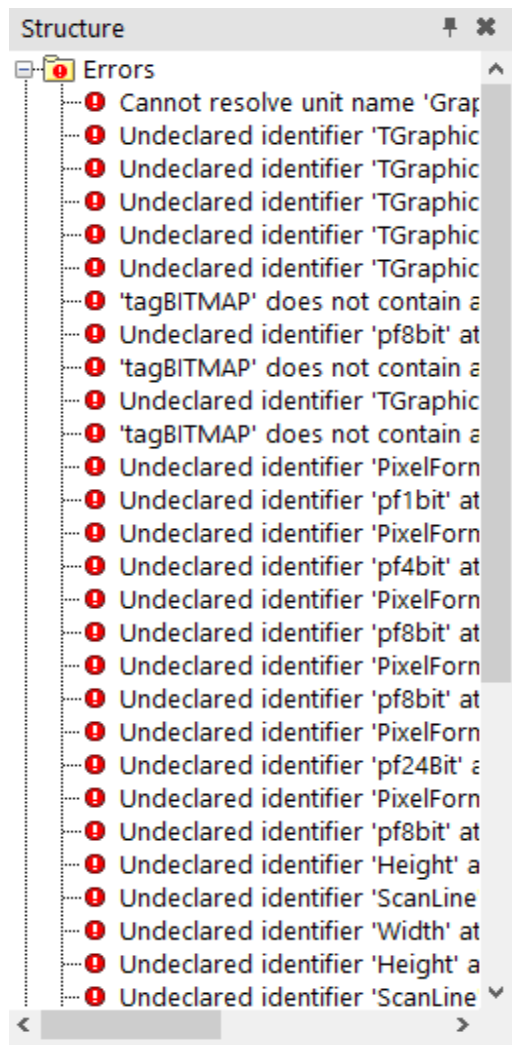 Structure
Errors
Cannot resolve unit name 'Grap
Undeclared identifier 'TGraphic
Undeclared identifier 'TGraphic
Undeclared identifier 'TGraphic
Undeclared identifier 'TGraphic
Undeclared identifier 'TGraphic
'tagBITMAP' does not contain a
Undeclared identifier 'pf8bit' at
'tagBITMAP' does not contain a
Undeclared identifier 'TGraphic
'tagBITMAP' does not contain a
Undeclared identifier 'PixelForm
Undeclared identifier 'pf1bit' at
Undeclared identifier 'PixelForm
Undeclared identifier 'pf4bit' at
Undeclared identifier 'PixelForm
Undeclared identifier 'pf8bit' at
Undeclared identifier 'PixelForm
Undeclared identifier 'pf8bit' at
Undeclared identifier 'PixelForm
Undeclared identifier 'pf24Bit' a
Undeclared identifier 'PixelForm
Undeclared identifier 'pf8bit' at
Undeclared identifier 'Height' a
Undeclared identifier 'ScanLine'
Undeclared identifier 'Width' at
Undeclared identifier 'Height' a
Undeclared identifier 'ScanLine'